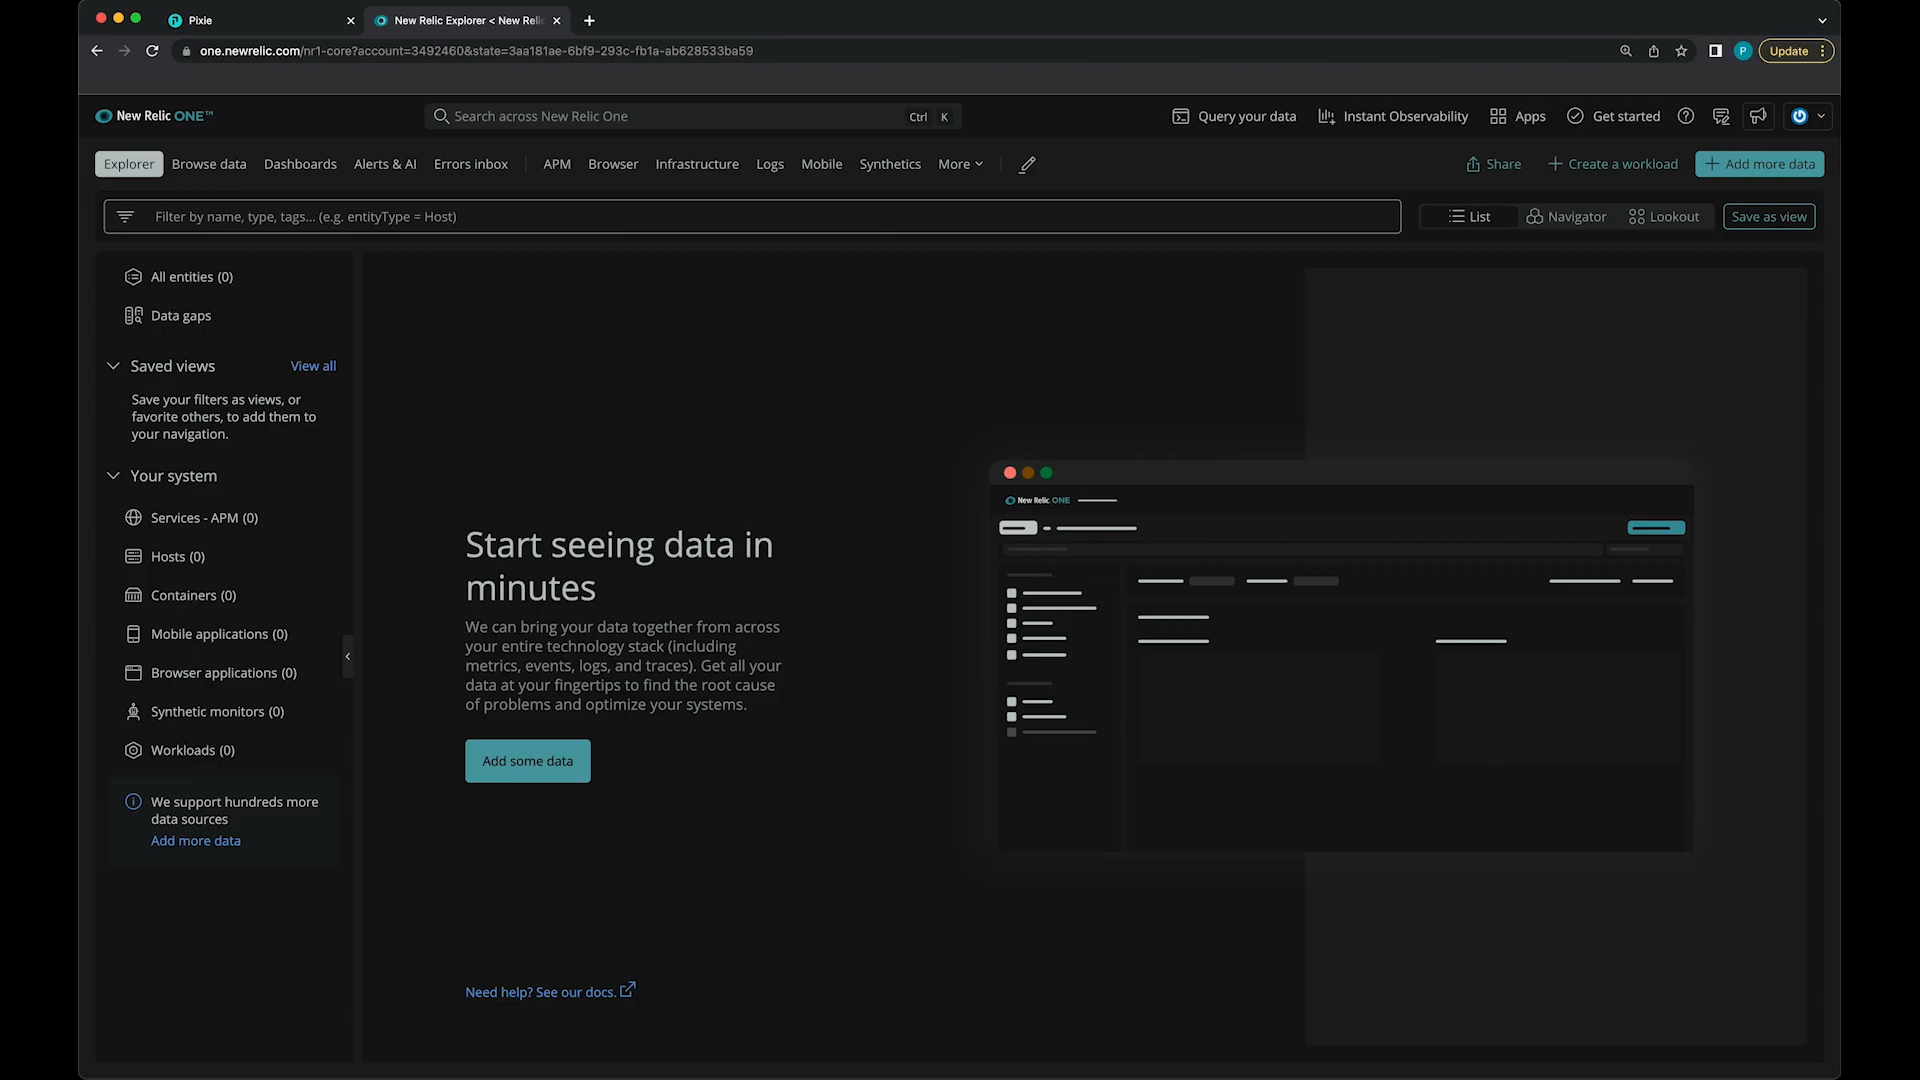 Pixie
New Relic Explorer < New Relic
one.newrelic.com/nr1-core?account=3492460&state=3aa181ae-6bf9-293c-fb1a-ab628533ba59
P
Update
New Relic ONE™
Search across New Relic One
Ctrl K
Query your data
Instant Observability
Apps
Get started
Explorer
Browse data
Dashboards
Alerts & AI
Errors inbox
APM
Browser
Infrastructure
Logs
Mobile
Synthetics
More
Share
Create a workload
Add more data
Filter by name, type, tags... (e.g. entityType = Host)
List
Navigator
Lookout
Save as view
All entities (0)
Data gaps
Saved views
View all
Save your filters as views, or
favorite others, to add them to
your navigation.
Your system
Services - APM (0)
Hosts (0)
Containers (0)
Mobile applications (0)
Browser applications (0)
Synthetic monitors (0)
Workloads (0)
We support hundreds more
data sources
Add more data
Start seeing data in
minutes
We can bring your data together from across
your entire technology stack (including
metrics, events, logs, and traces). Get all your
data at your fingertips to find the root cause
of problems and optimize your systems.
Add some data
Need help? See our docs.
New Relic ONE